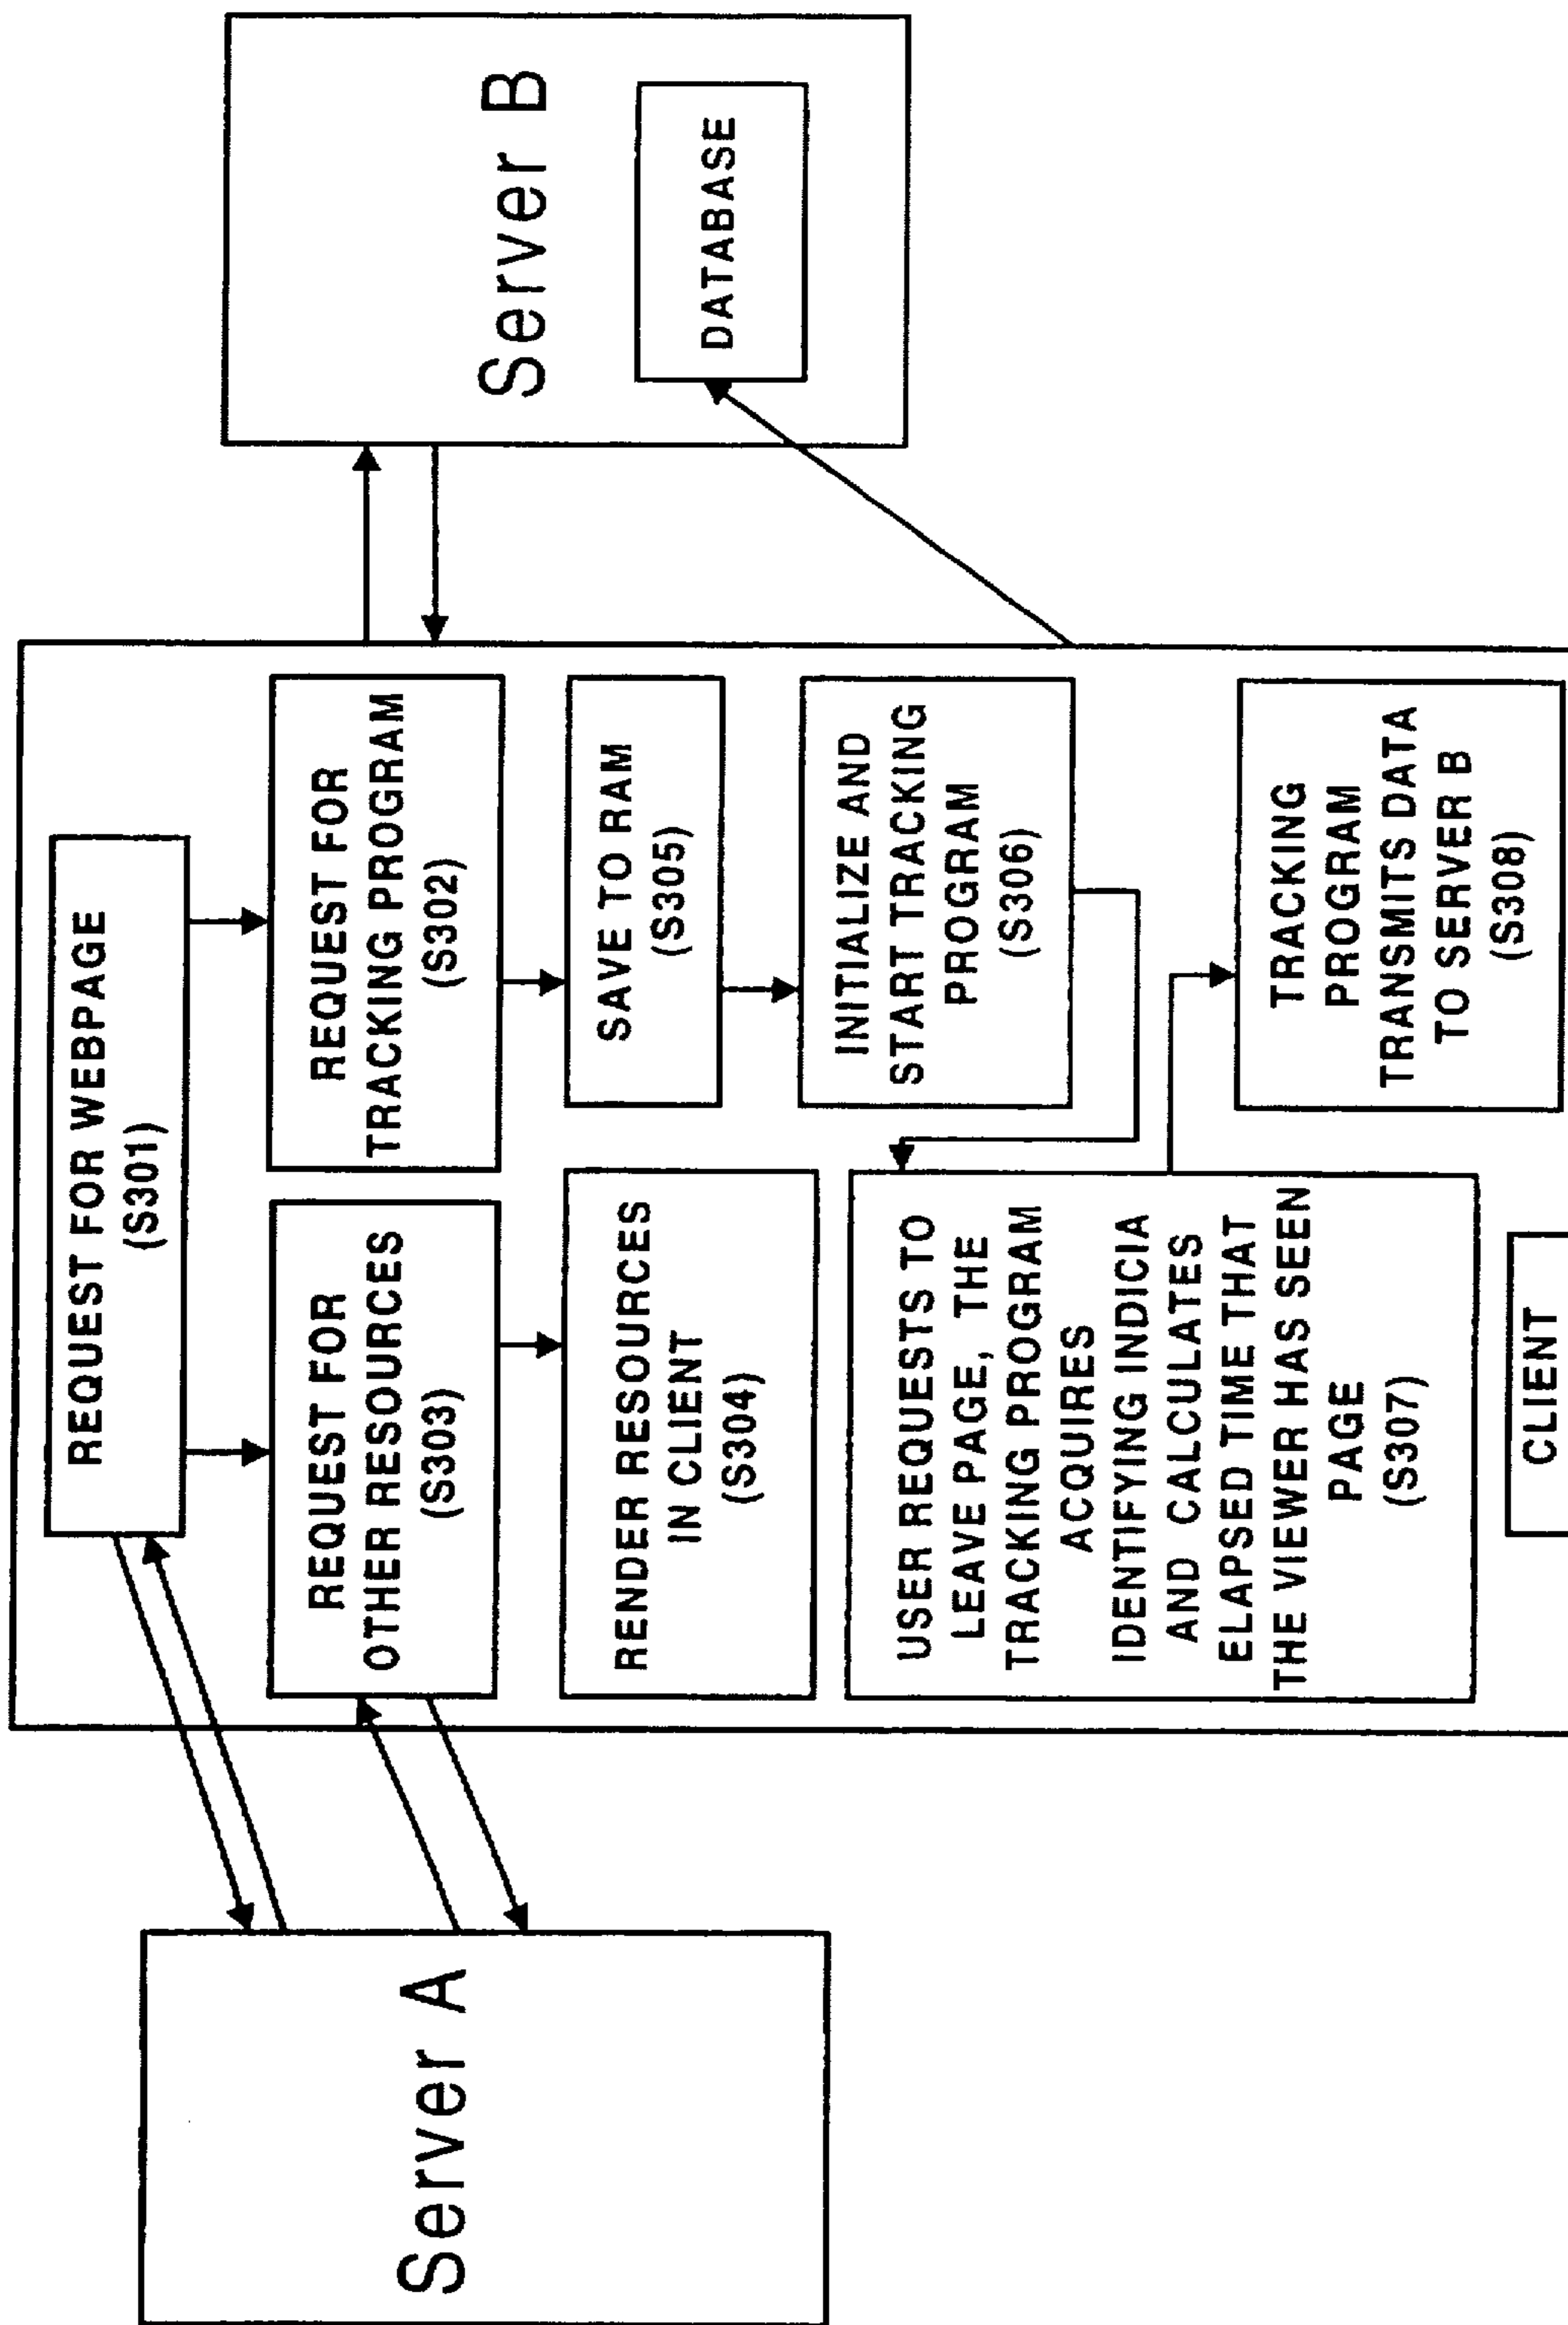 Server A
REQUEST FOR WEBPAGE
(S301)
REQUEST FOR
OTHER RESOURCES
(S303)
REQUEST FOR
TRACKING PROGRAM
(S302)
RENDER RESOURCES
IN CLIENT
(S304)
SAVE TO RAM
(S305)
INITIALIZE AND
START TRACKING
PROGRAM
(S306)
USER REQUESTS TO
LEAVE PAGE, THE
TRACKING PROGRAM
ACQUIRES
IDENTIFYING INDICIA
AND CALCULATES
ELAPSED TIME THAT
THE VIEWER HAS SEEN
PAGE
(S307)
TRACKING
PROGRAM
TRANSMITS DATA
TO SERVER B
(S308)
CLIENT
Server B
DATABASE